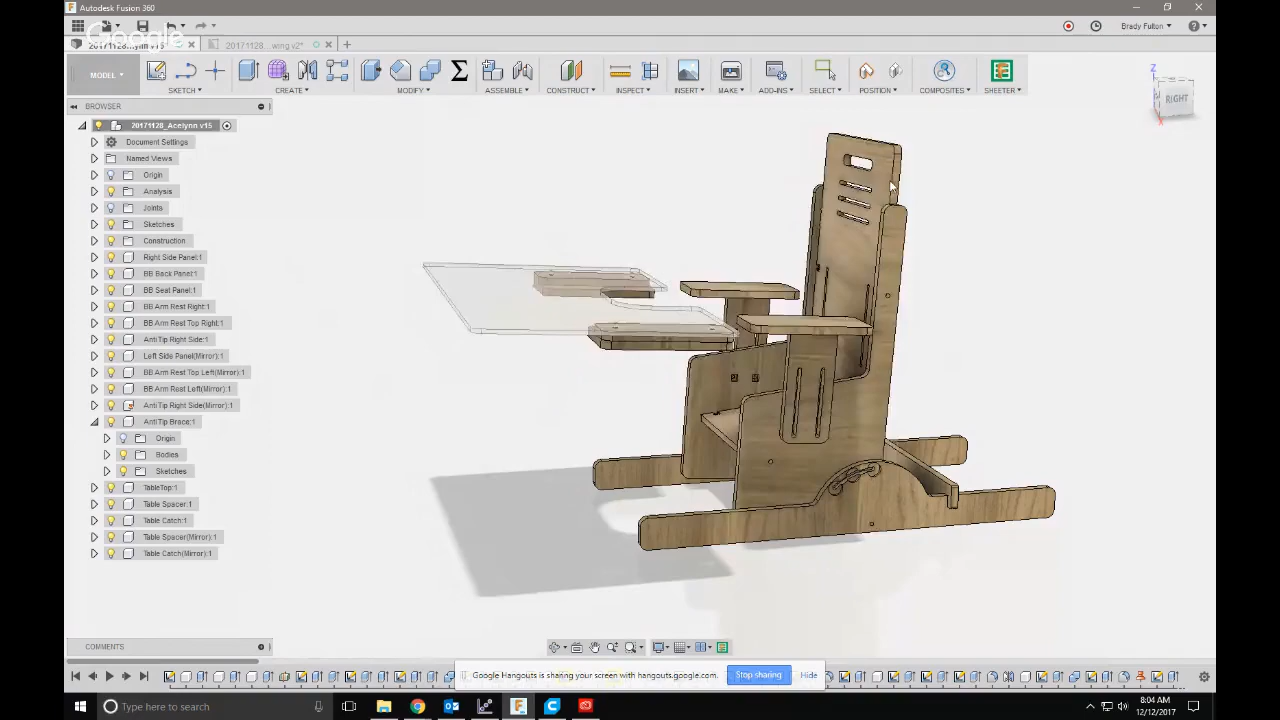 Autodesk Fusion 360
Brady Fulton
Google
20171128...wing v2*
MODEL
SKETCH
CREATE
MODIFY
ASSEMBLE
CONSTRUCT
INSPECT
INSERT
MAKE
ADD-INS
SELECT
POSITION
COMPOSITES
SHEETER
BROWSER
20171128_Acelynn v15
Document Settings
Named Views
Origin
Analysis
Joints
Sketches
Construction
Right Side Panel:1
BB Back Panel:1
BB Seat Panel:1
BB Arm Rest Right:1
BB Arm Rest Top Right:1
AntiTip Right Side:1
Left Side Panel(Mirror):1
BB Arm Rest Top Left(Mirror):1
BB Arm Rest Left(Mirror):1
AntiTip Right Side(Mirror):1
AntiTip Brace:1
Origin
Bodies
Sketches
TableTop:1
Table Spacer:1
Table Catch:1
Table Spacer(Mirror):1
Table Catch(Mirror):1
Z
RIGHT
X
COMMENTS
Google Hangouts is sharing your screen with hangouts.google.com.
Stop sharing
Hide
Type here to search
8:04 AM
12/12/2017